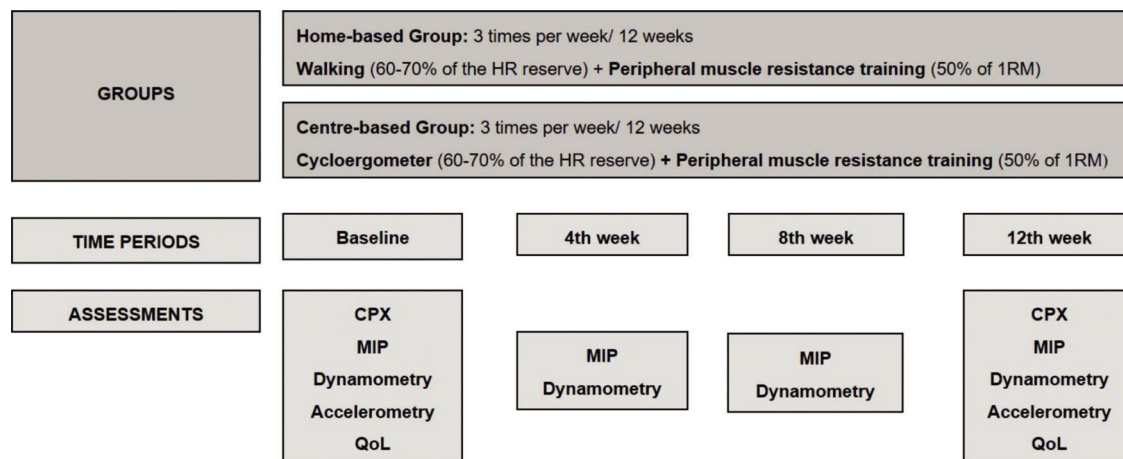 GROUPS
Home-based Group: 3 times per week/ 12 weeks
Walking (60-70% of the HR reserve) + Peripheral muscle resistance training (50% of 1RM)
Centre-based Group: 3 times per week/ 12 weeks
Cycloergometer (60-70% of the HR reserve) + Peripheral muscle resistance training (50% of 1RM)
TIME PERIODS
Baseline
4th week
8th week
12th week
ASSESSMENTS
CPX
MIP
Dynamometry
Accelerometry
QoL
MIP
Dynamometry
MIP
Dynamometry
CPX
MIP
Dynamometry
Accelerometry
QoL